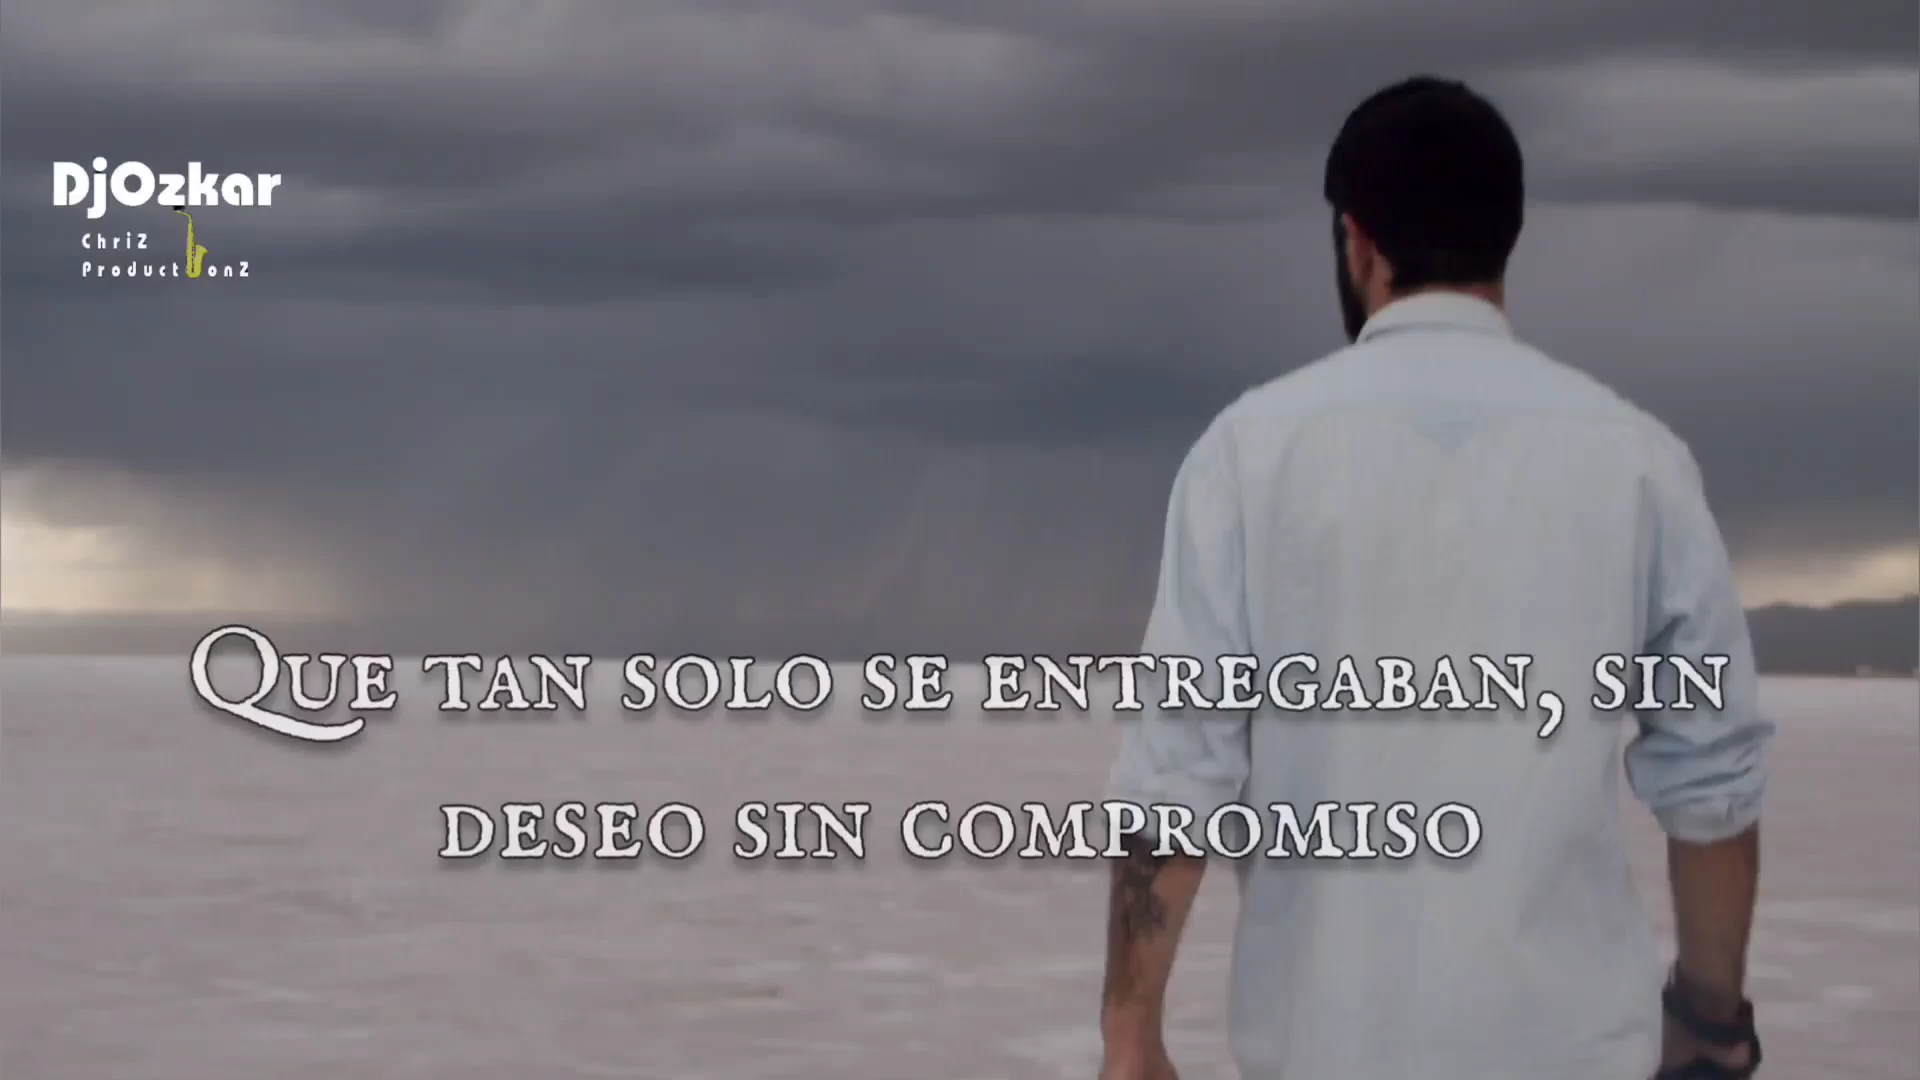 DjOzkar
ChriZ
ProductionZ
Que tan solo se entregaban, sin
deseo sin compromiso